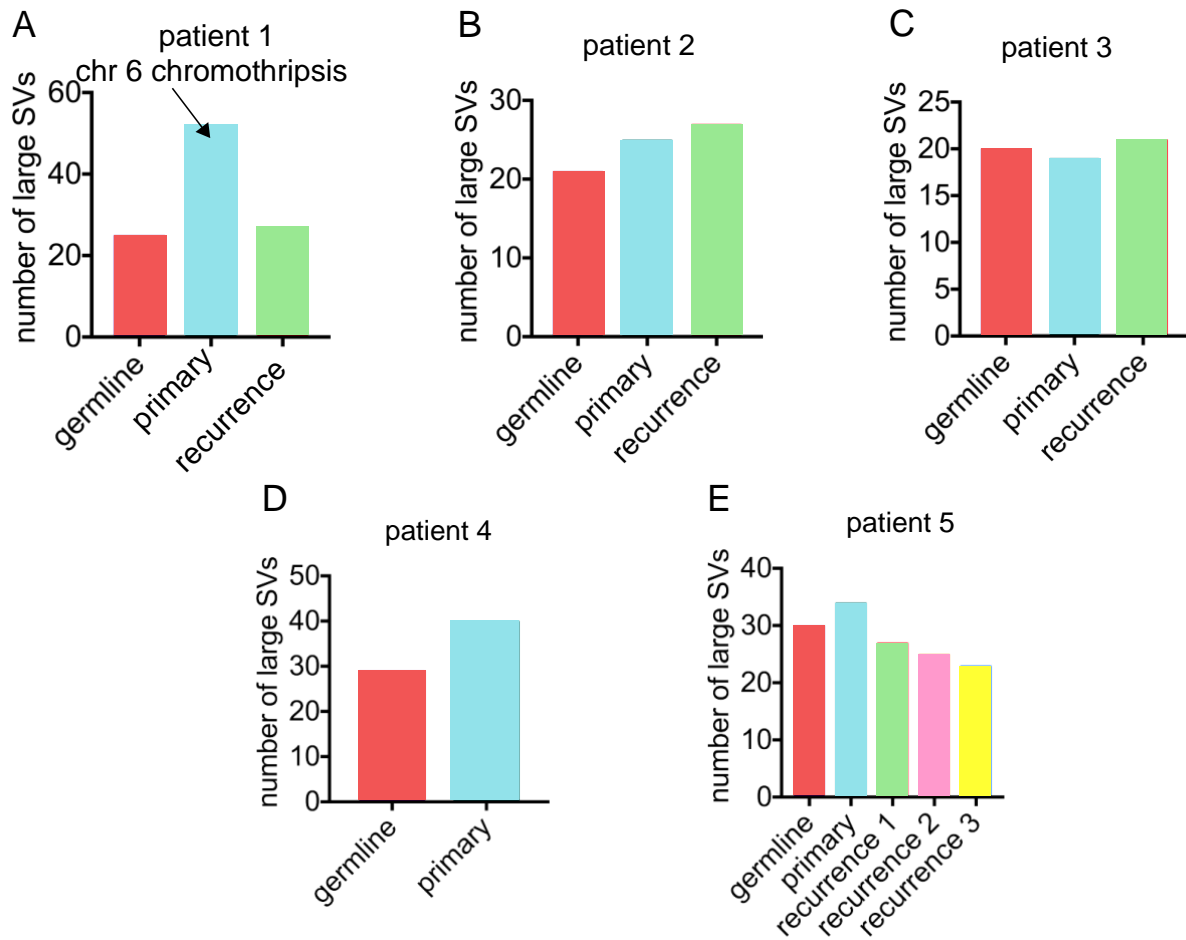 A
patient 1
chr 6 chromothripsis
number of large SVs
60
40
20
0
germline
primary
recurrence
B
patient 2
number of large SVs
30
20
10
0
germline
primary
recurrence
C
patient 3
number of large SVs
25
20
15
10
5
0
germline
primary
recurrence
D
patient 4
number of large SVs
50
40
30
20
10
0
germline
primary
E
patient 5
number of large SVs
40
30
20
10
0
germline
primary
recurrence 1
recurrence 2
recurrence 3